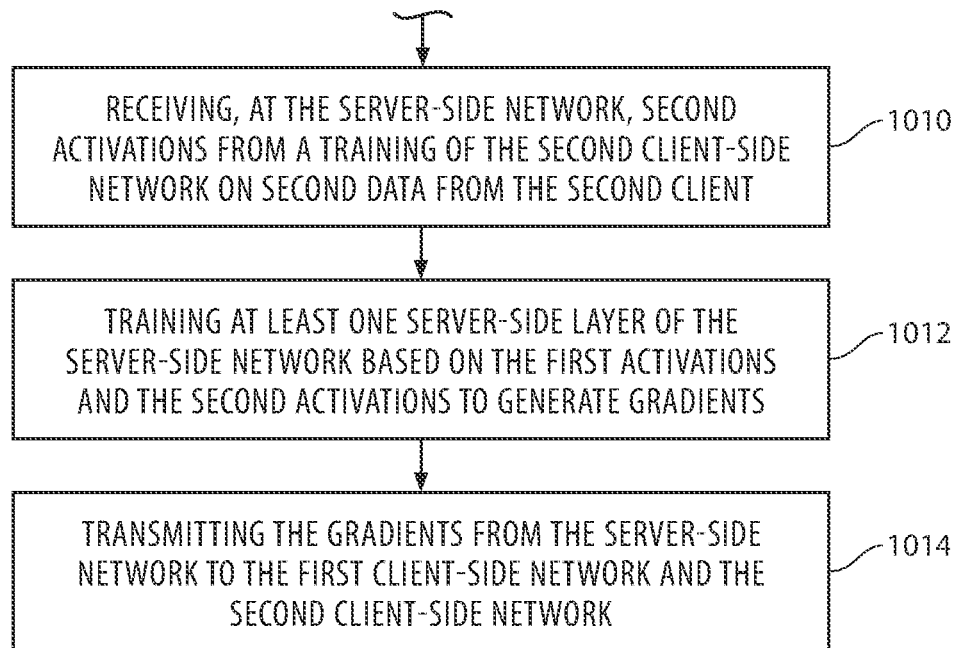 RECEIVING, AT THE SERVER-SIDE NETWORK, SECOND
ACTIVATIONS FROM A TRAINING OF THE SECOND CLIENT-SIDE
NETWORK ON SECOND DATA FROM THE SECOND CLIENT
1010
TRAINING AT LEAST ONE SERVER-SIDE LAYER OF THE
SERVER-SIDE NETWORK BASED ON THE FIRST ACTIVATIONS
AND THE SECOND ACTIVATIONS TO GENERATE GRADIENTS
1012
TRANSMITTING THE GRADIENTS FROM THE SERVER-SIDE
NETWORK TO THE FIRST CLIENT-SIDE NETWORK AND THE
SECOND CLIENT-SIDE NETWORK
1014